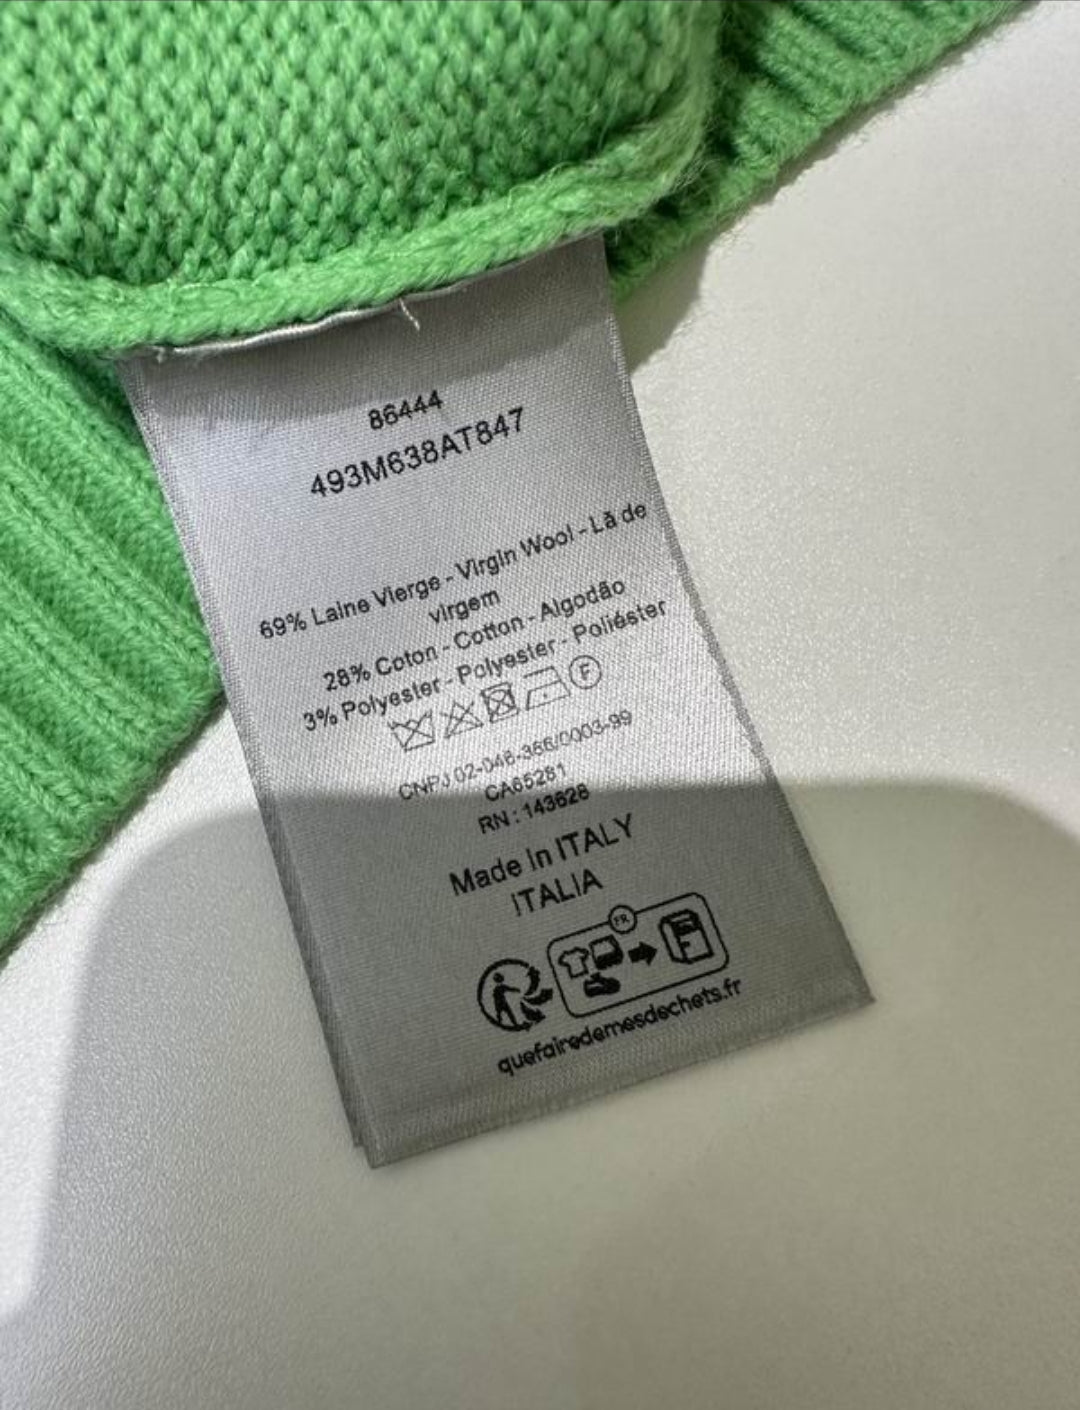 86444
493M638AT847
69% Laine Vierge - Virgin Wool - Lã de
virgem
28% Coton - Cotton - Algodão
3% Polyester - Polyester - Poliéster
F
CNPJ 02-046-366/0003-99
CA65281
RN : 143628
Made in ITALY
ITALIA
FR
quefairedemesdechets.fr